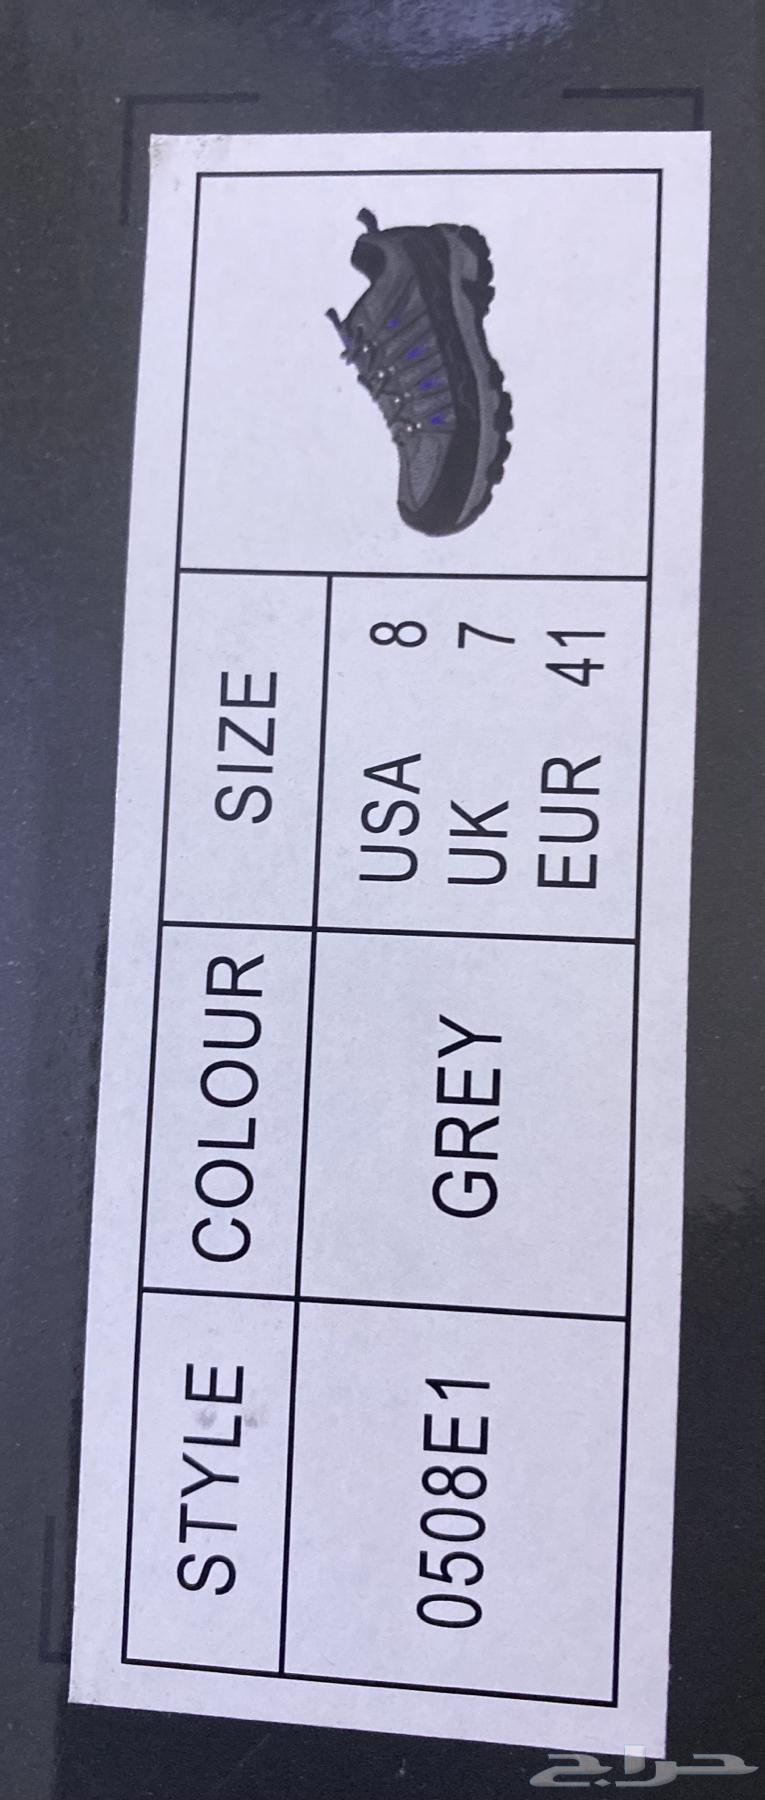 STYLE COLOUR SIZE
0508E1 GREY USA 8
UK 7
EUR 41
حراج